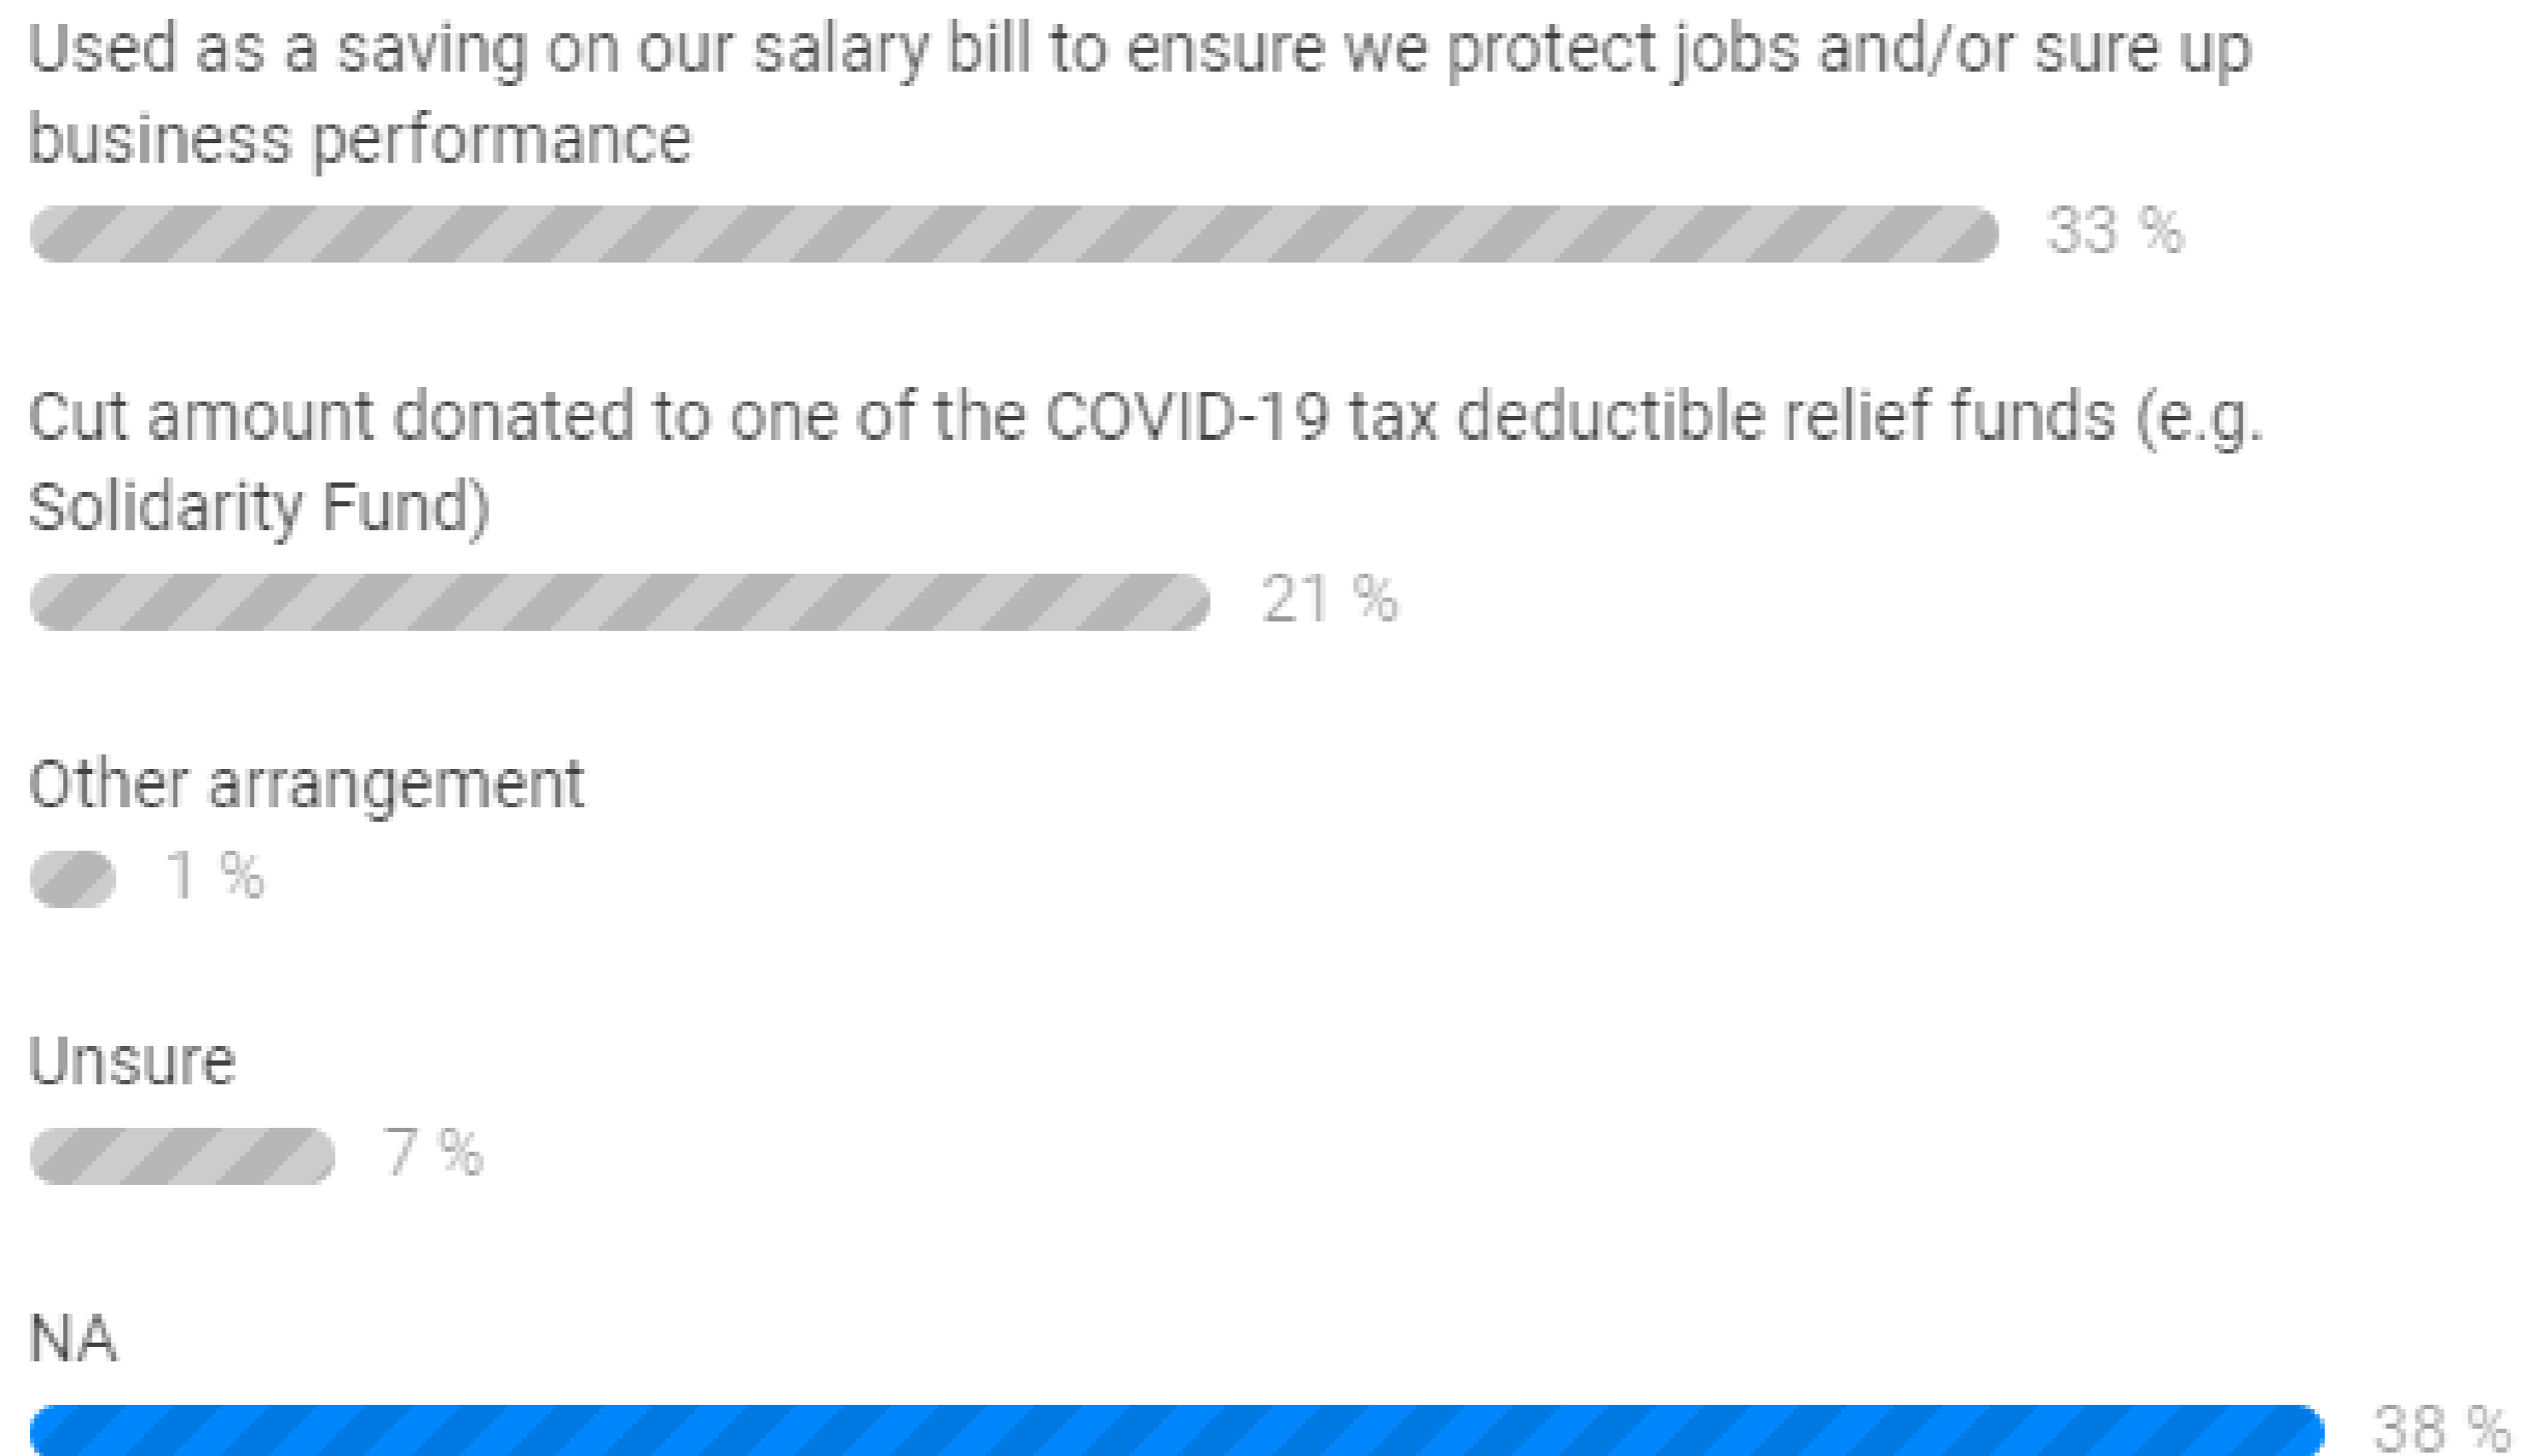 Used as a saving on our salary bill to ensure we protect jobs and/or sure up
business performance
33 %
Cut amount donated to one of the COVID-19 tax deductible relief funds (e.g.
Solidarity Fund)
21 %
Other arrangement
1 %
Unsure
7 %
NA
38 %